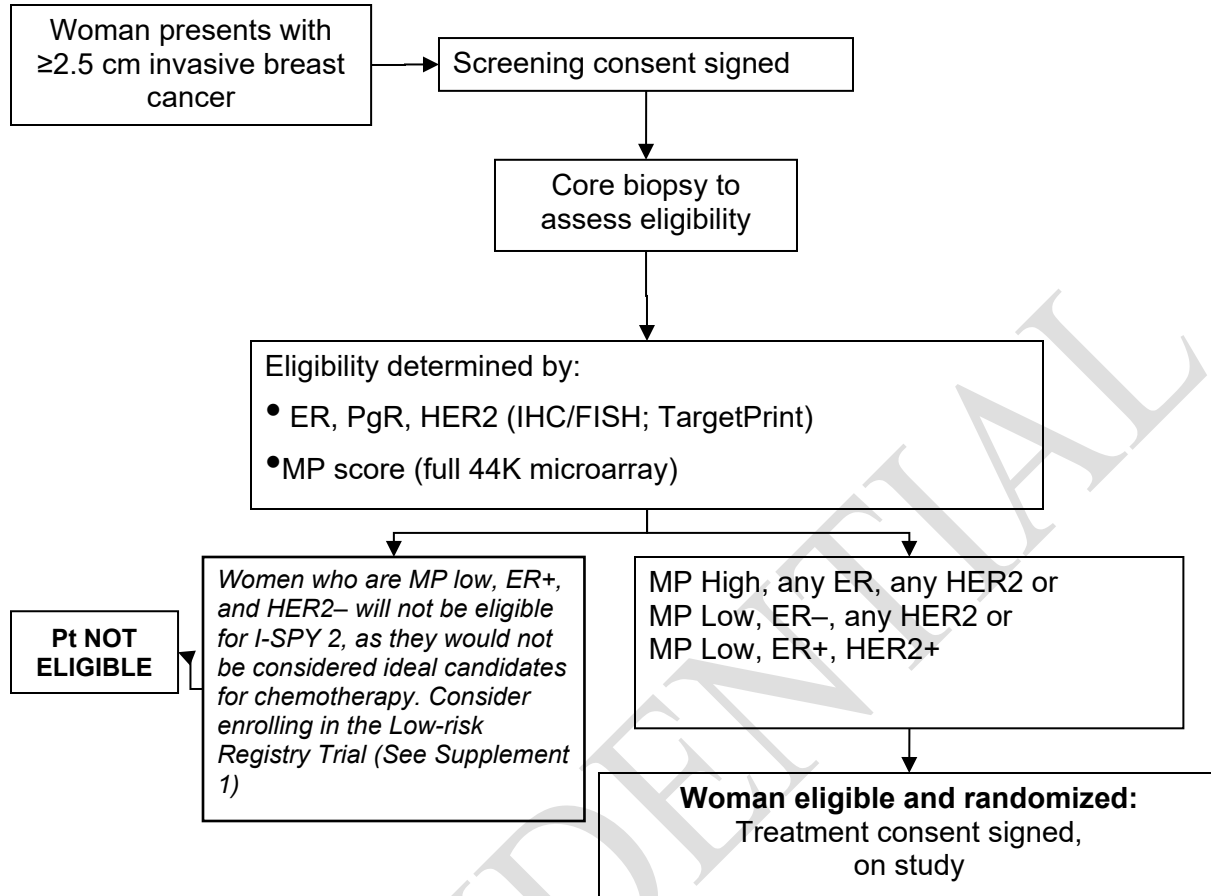 Woman presents with
≥2.5 cm invasive breast
cancer
Screening consent signed
Core biopsy to
assess eligibility
Eligibility determined by:
• ER, PgR, HER2 (IHC/FISH; TargetPrint)
•MP score (full 44K microarray)
Women who are MP low, ER+,
and HER2– will not be eligible
for I-SPY 2, as they would not
be considered ideal candidates
for chemotherapy. Consider
enrolling in the Low-risk
Registry Trial (See Supplement
1)
Pt NOT
ELIGIBLE
MP High, any ER, any HER2 or
MP Low, ER–, any HER2 or
MP Low, ER+, HER2+
Woman eligible and randomized:
Treatment consent signed,
on study
DENTIAL